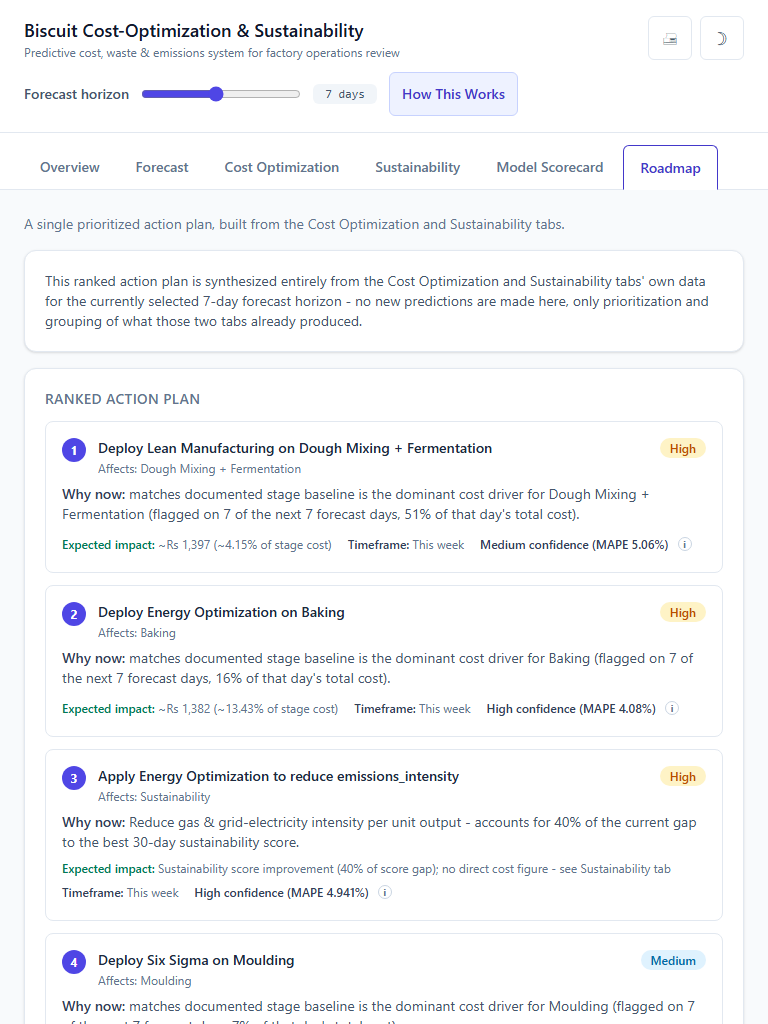 Biscuit Cost-Optimization & Sustainability
Predictive cost, waste & emissions system for factory operations review
Forecast horizon
7 days
How This Works
Overview
Forecast
Cost Optimization
Sustainability
Model Scorecard
Roadmap
A single prioritized action plan, built from the Cost Optimization and Sustainability tabs.
This ranked action plan is synthesized entirely from the Cost Optimization and Sustainability tabs' own data
for the currently selected 7-day forecast horizon - no new predictions are made here, only prioritization and
grouping of what those two tabs already produced.
RANKED ACTION PLAN
1 Deploy Lean Manufacturing on Dough Mixing + Fermentation High
Affects: Dough Mixing + Fermentation
Why now: matches documented stage baseline is the dominant cost driver for Dough Mixing +
Fermentation (flagged on 7 of the next 7 forecast days, 51% of that day's total cost).
Expected impact: ~Rs 1,397 (~4.15% of stage cost) Timeframe: This week Medium confidence (MAPE 5.06%) i
2 Deploy Energy Optimization on Baking High
Affects: Baking
Why now: matches documented stage baseline is the dominant cost driver for Baking (flagged on 7 of
the next 7 forecast days, 16% of that day's total cost).
Expected impact: ~Rs 1,382 (~13.43% of stage cost) Timeframe: This week High confidence (MAPE 4.08%) i
3 Apply Energy Optimization to reduce emissions_intensity High
Affects: Sustainability
Why now: Reduce gas & grid-electricity intensity per unit output - accounts for 40% of the current gap
to the best 30-day sustainability score.
Expected impact: Sustainability score improvement (40% of score gap); no direct cost figure - see Sustainability tab
Timeframe: This week High confidence (MAPE 4.941%) i
4 Deploy Six Sigma on Moulding Medium
Affects: Moulding
Why now: matches documented stage baseline is the dominant cost driver for Moulding (flagged on 7